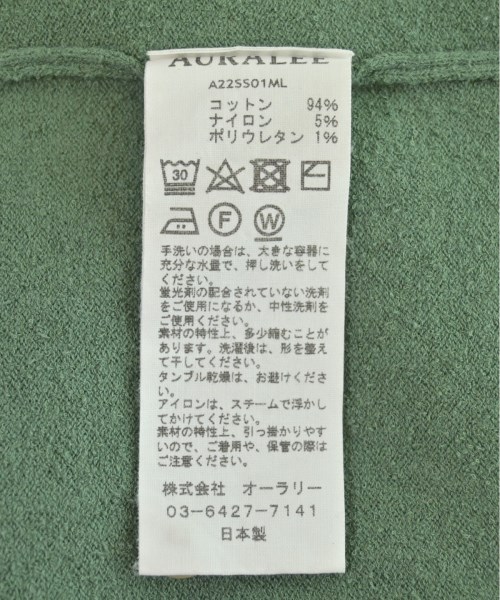 AURALEE
A22SS01ML
コットン 94%
ナイロン 5%
ポリウレタン 1%
30
F W
手洗いの場合は、大きな容器に
充分な水量で、押し洗いをして
ください。
蛍光剤の配合されていない洗剤
をご使用になるか、中性洗剤を
ご使用ください。
素材の特性上、多少縮むことが
あります。洗濯後は、形を整え
て干してください。
タンブル乾燥は、お避けくださ
い。
アイロンは、スチームで浮かし
てかけてください。
素材の特性上、引っ掛かりやす
いので、ご着用や、保管の際は
ご注意ください。
株式会社 オーラリー
03-6427-7141
日本製